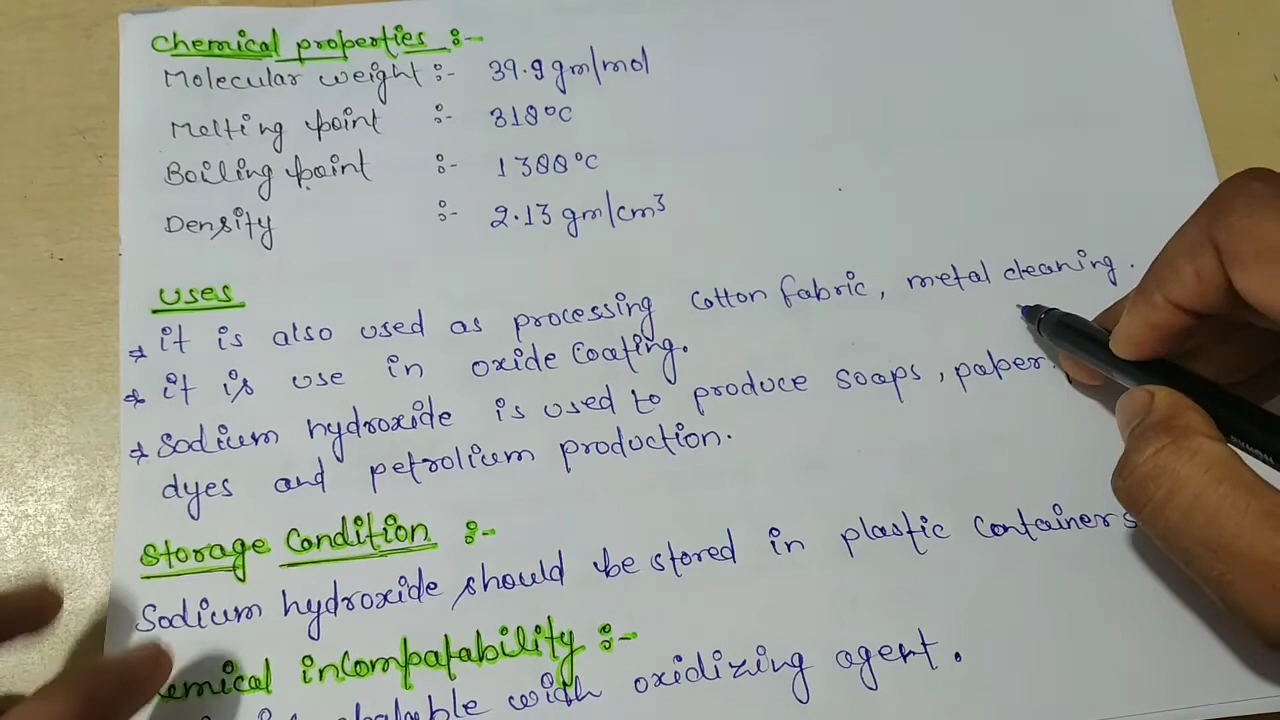 Chemical properties :-
Molecular weight :- 39.9 gm/mol
Melting point :- 318°C
Boiling point :- 1388°C
Density :- 2.13 gm/cm³
uses
→ it is also used as processing cotton fabric, metal cleaning.
→ it is use in oxide coating.
→ Sodium hydroxide is used to produce soaps, paper
dyes and petrolium production.
Storage Condition :-
Sodium hydroxide should be stored in plastic containers
emical incompatability :-
with oxidizing agent.